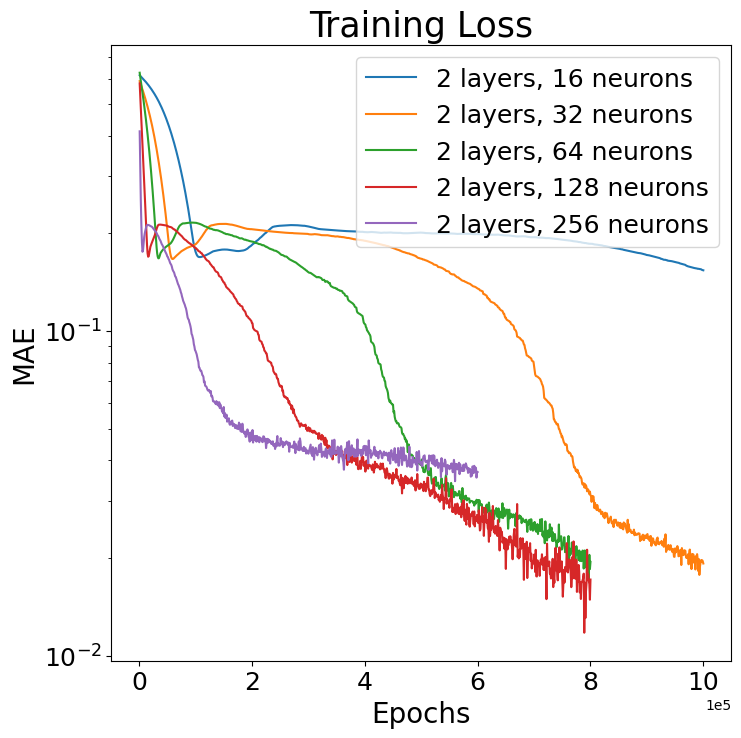 Training Loss
2 layers, 16 neurons
2 layers, 32 neurons
2 layers, 64 neurons
2 layers, 128 neurons
2 layers, 256 neurons
MAE
10⁻¹
10⁻²
0 2 4 6 8 10
1e5
Epochs